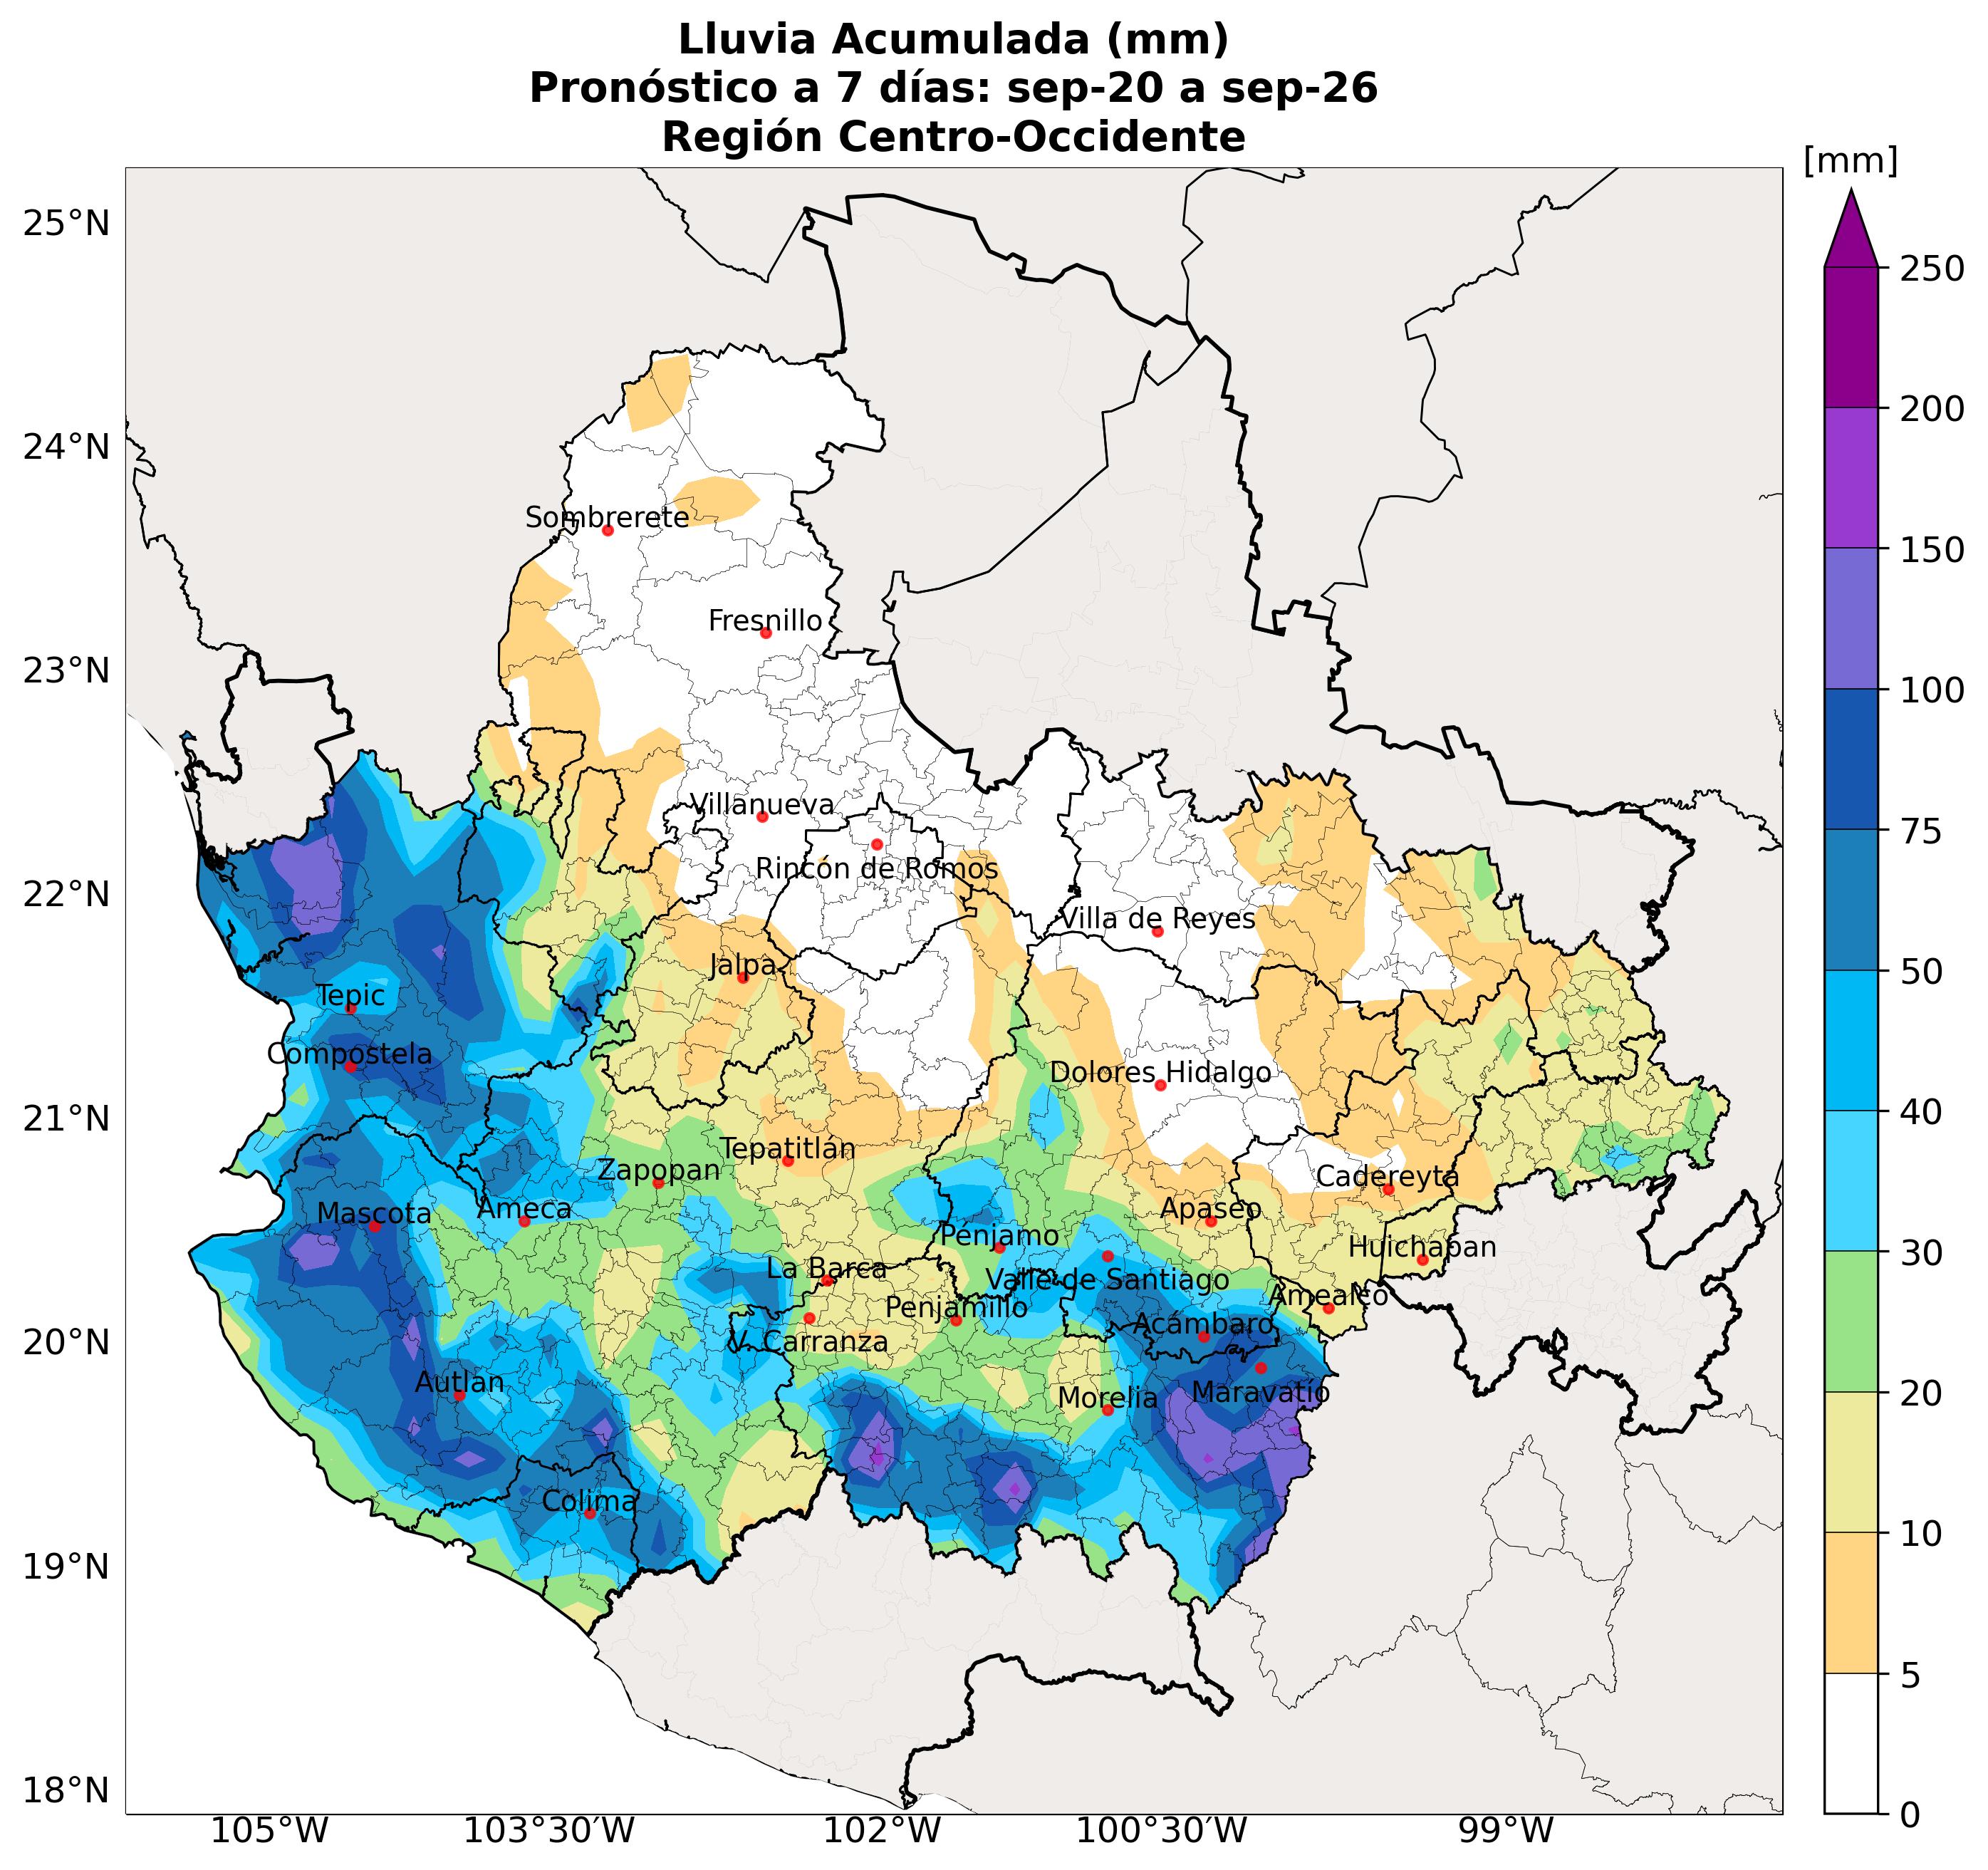 Lluvia Acumulada (mm)
Pronóstico a 7 días: sep-20 a sep-26
Región Centro-Occidente
[mm]
25°N
24°N
23°N
22°N
21°N
20°N
19°N
18°N
Sombrerete
Fresnillo
Villanueva
Rincón de Romos
Villa de Reyes
Jalpa
Tepic
Compostela
Dolores Hidalgo
Tepatitlán
Zapopan
Cadereyta
Ameca
Mascota
Apaseo
Penjamo
Huichapan
La Barca
Valle de Santiago
Amealco
Penjamillo
Acámbaro
V. Carranza
Autlan
Morelia
Maravatío
Colima
250
200
150
100
75
50
40
30
20
10
5
0
105°W
103°30'W
102°W
100°30'W
99°W